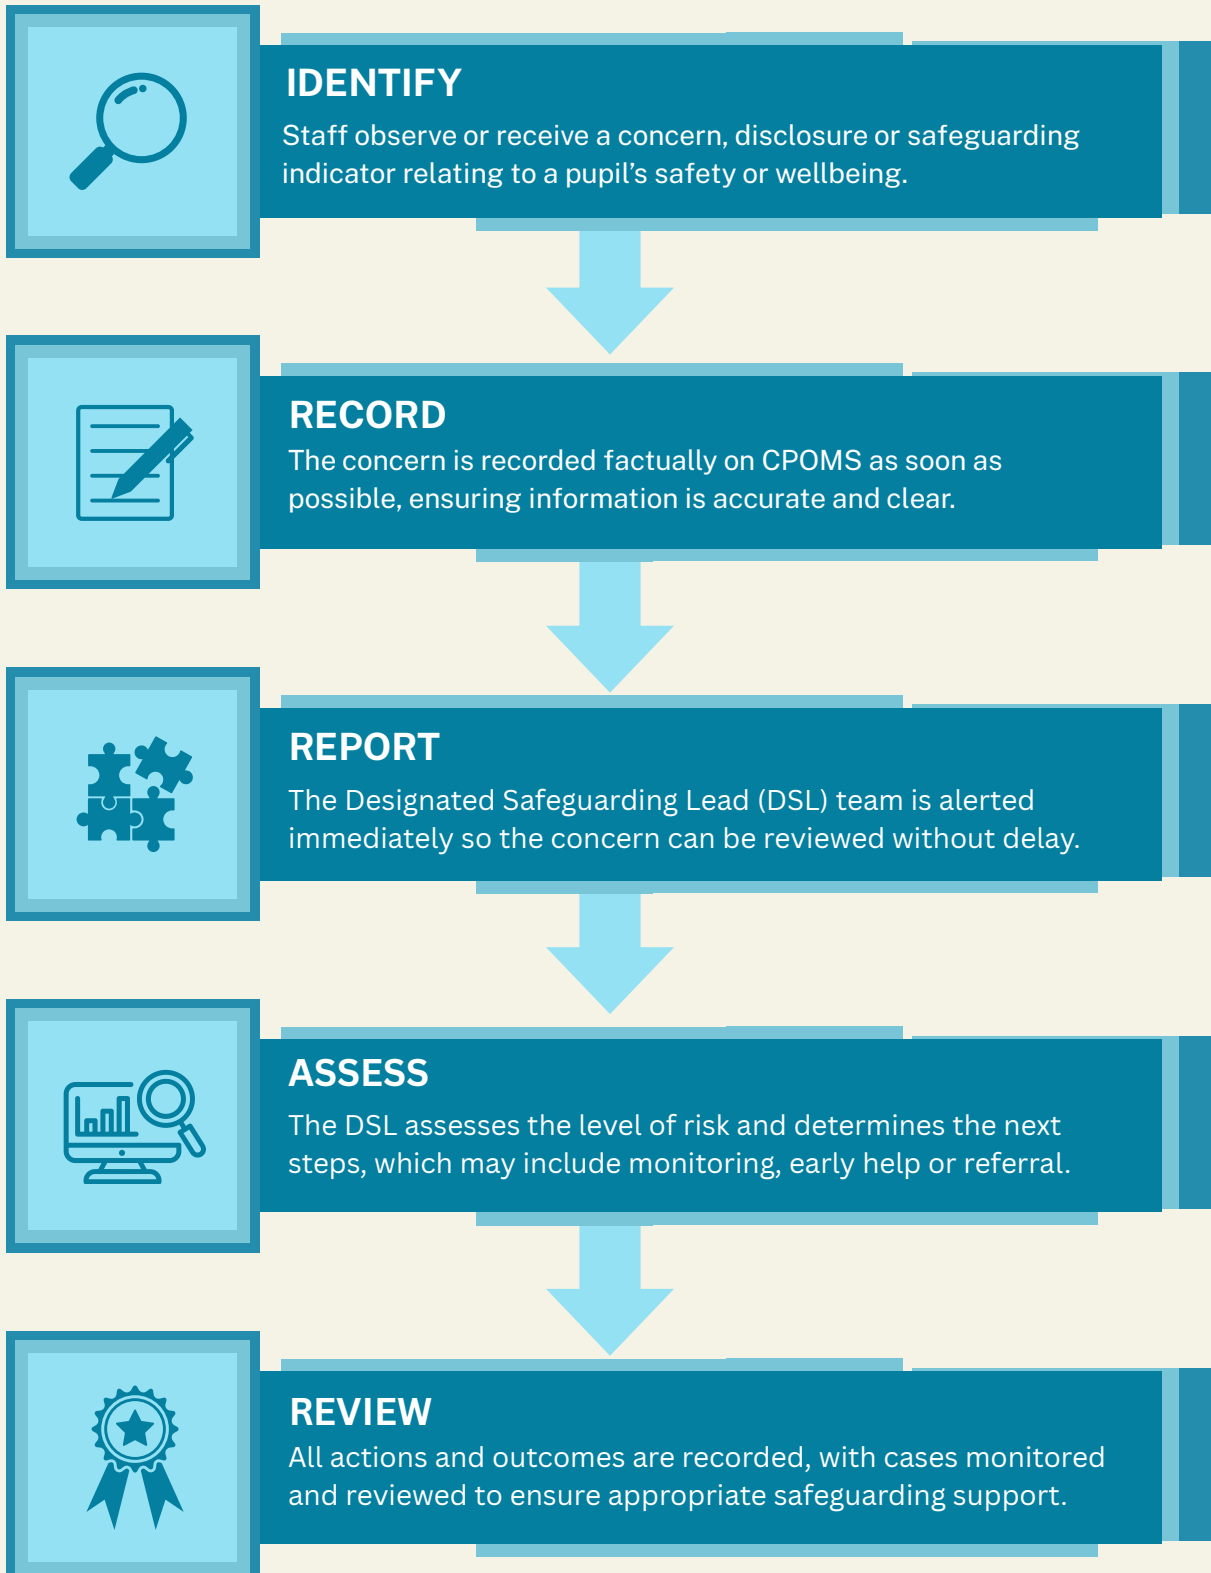 IDENTIFY
Staff observe or receive a concern, disclosure or safeguarding
indicator relating to a pupil’s safety or wellbeing.
RECORD
The concern is recorded factually on CPOMS as soon as
possible, ensuring information is accurate and clear.
REPORT
The Designated Safeguarding Lead (DSL) team is alerted
immediately so the concern can be reviewed without delay.
ASSESS
The DSL assesses the level of risk and determines the next
steps, which may include monitoring, early help or referral.
REVIEW
All actions and outcomes are recorded, with cases monitored
and reviewed to ensure appropriate safeguarding support.